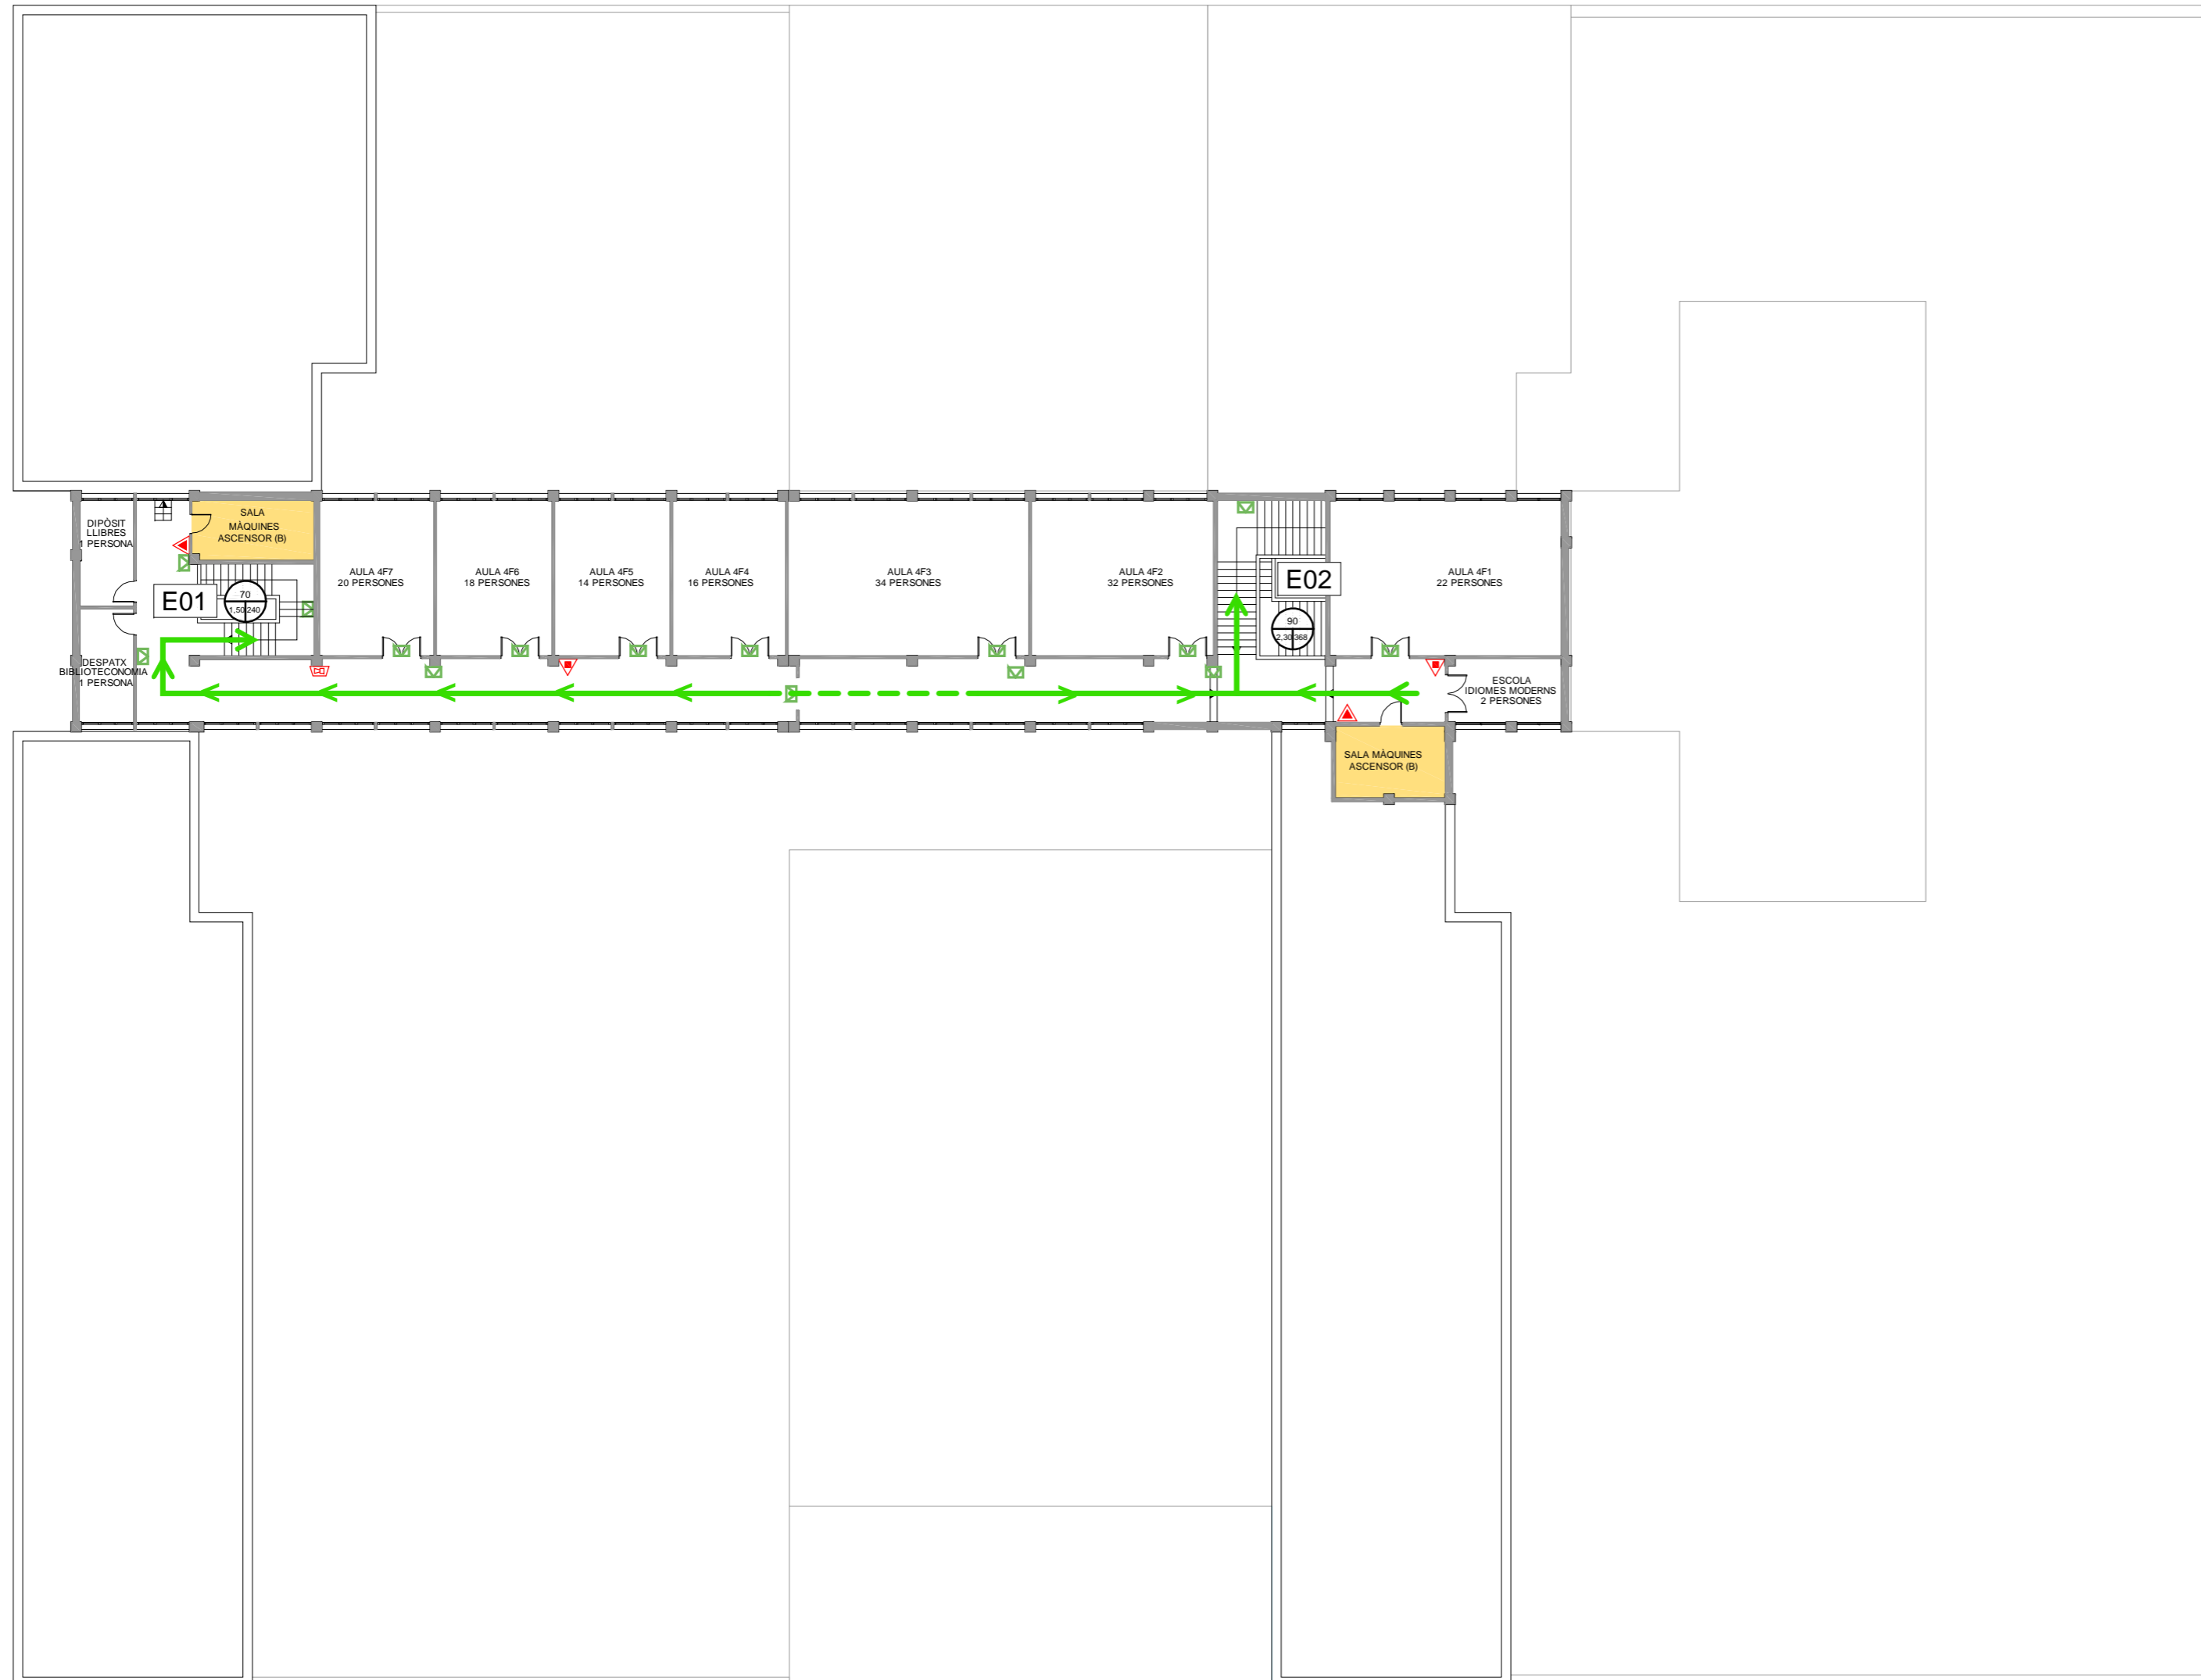 DIPÒSIT
LLIBRES
1 PERSONA
SALA
MÀQUINES
ASCENSOR (B)
E01
70
1,50 240
DESPATX
BIBLIOTECONOMIA
1 PERSONA
AULA 4F7
20 PERSONES
AULA 4F6
18 PERSONES
AULA 4F5
14 PERSONES
AULA 4F4
16 PERSONES
AULA 4F3
34 PERSONES
AULA 4F2
32 PERSONES
E02
90
2,30 368
AULA 4F1
22 PERSONES
ESCOLA
IDIOMES MODERNS
2 PERSONES
SALA MÀQUINES
ASCENSOR (B)